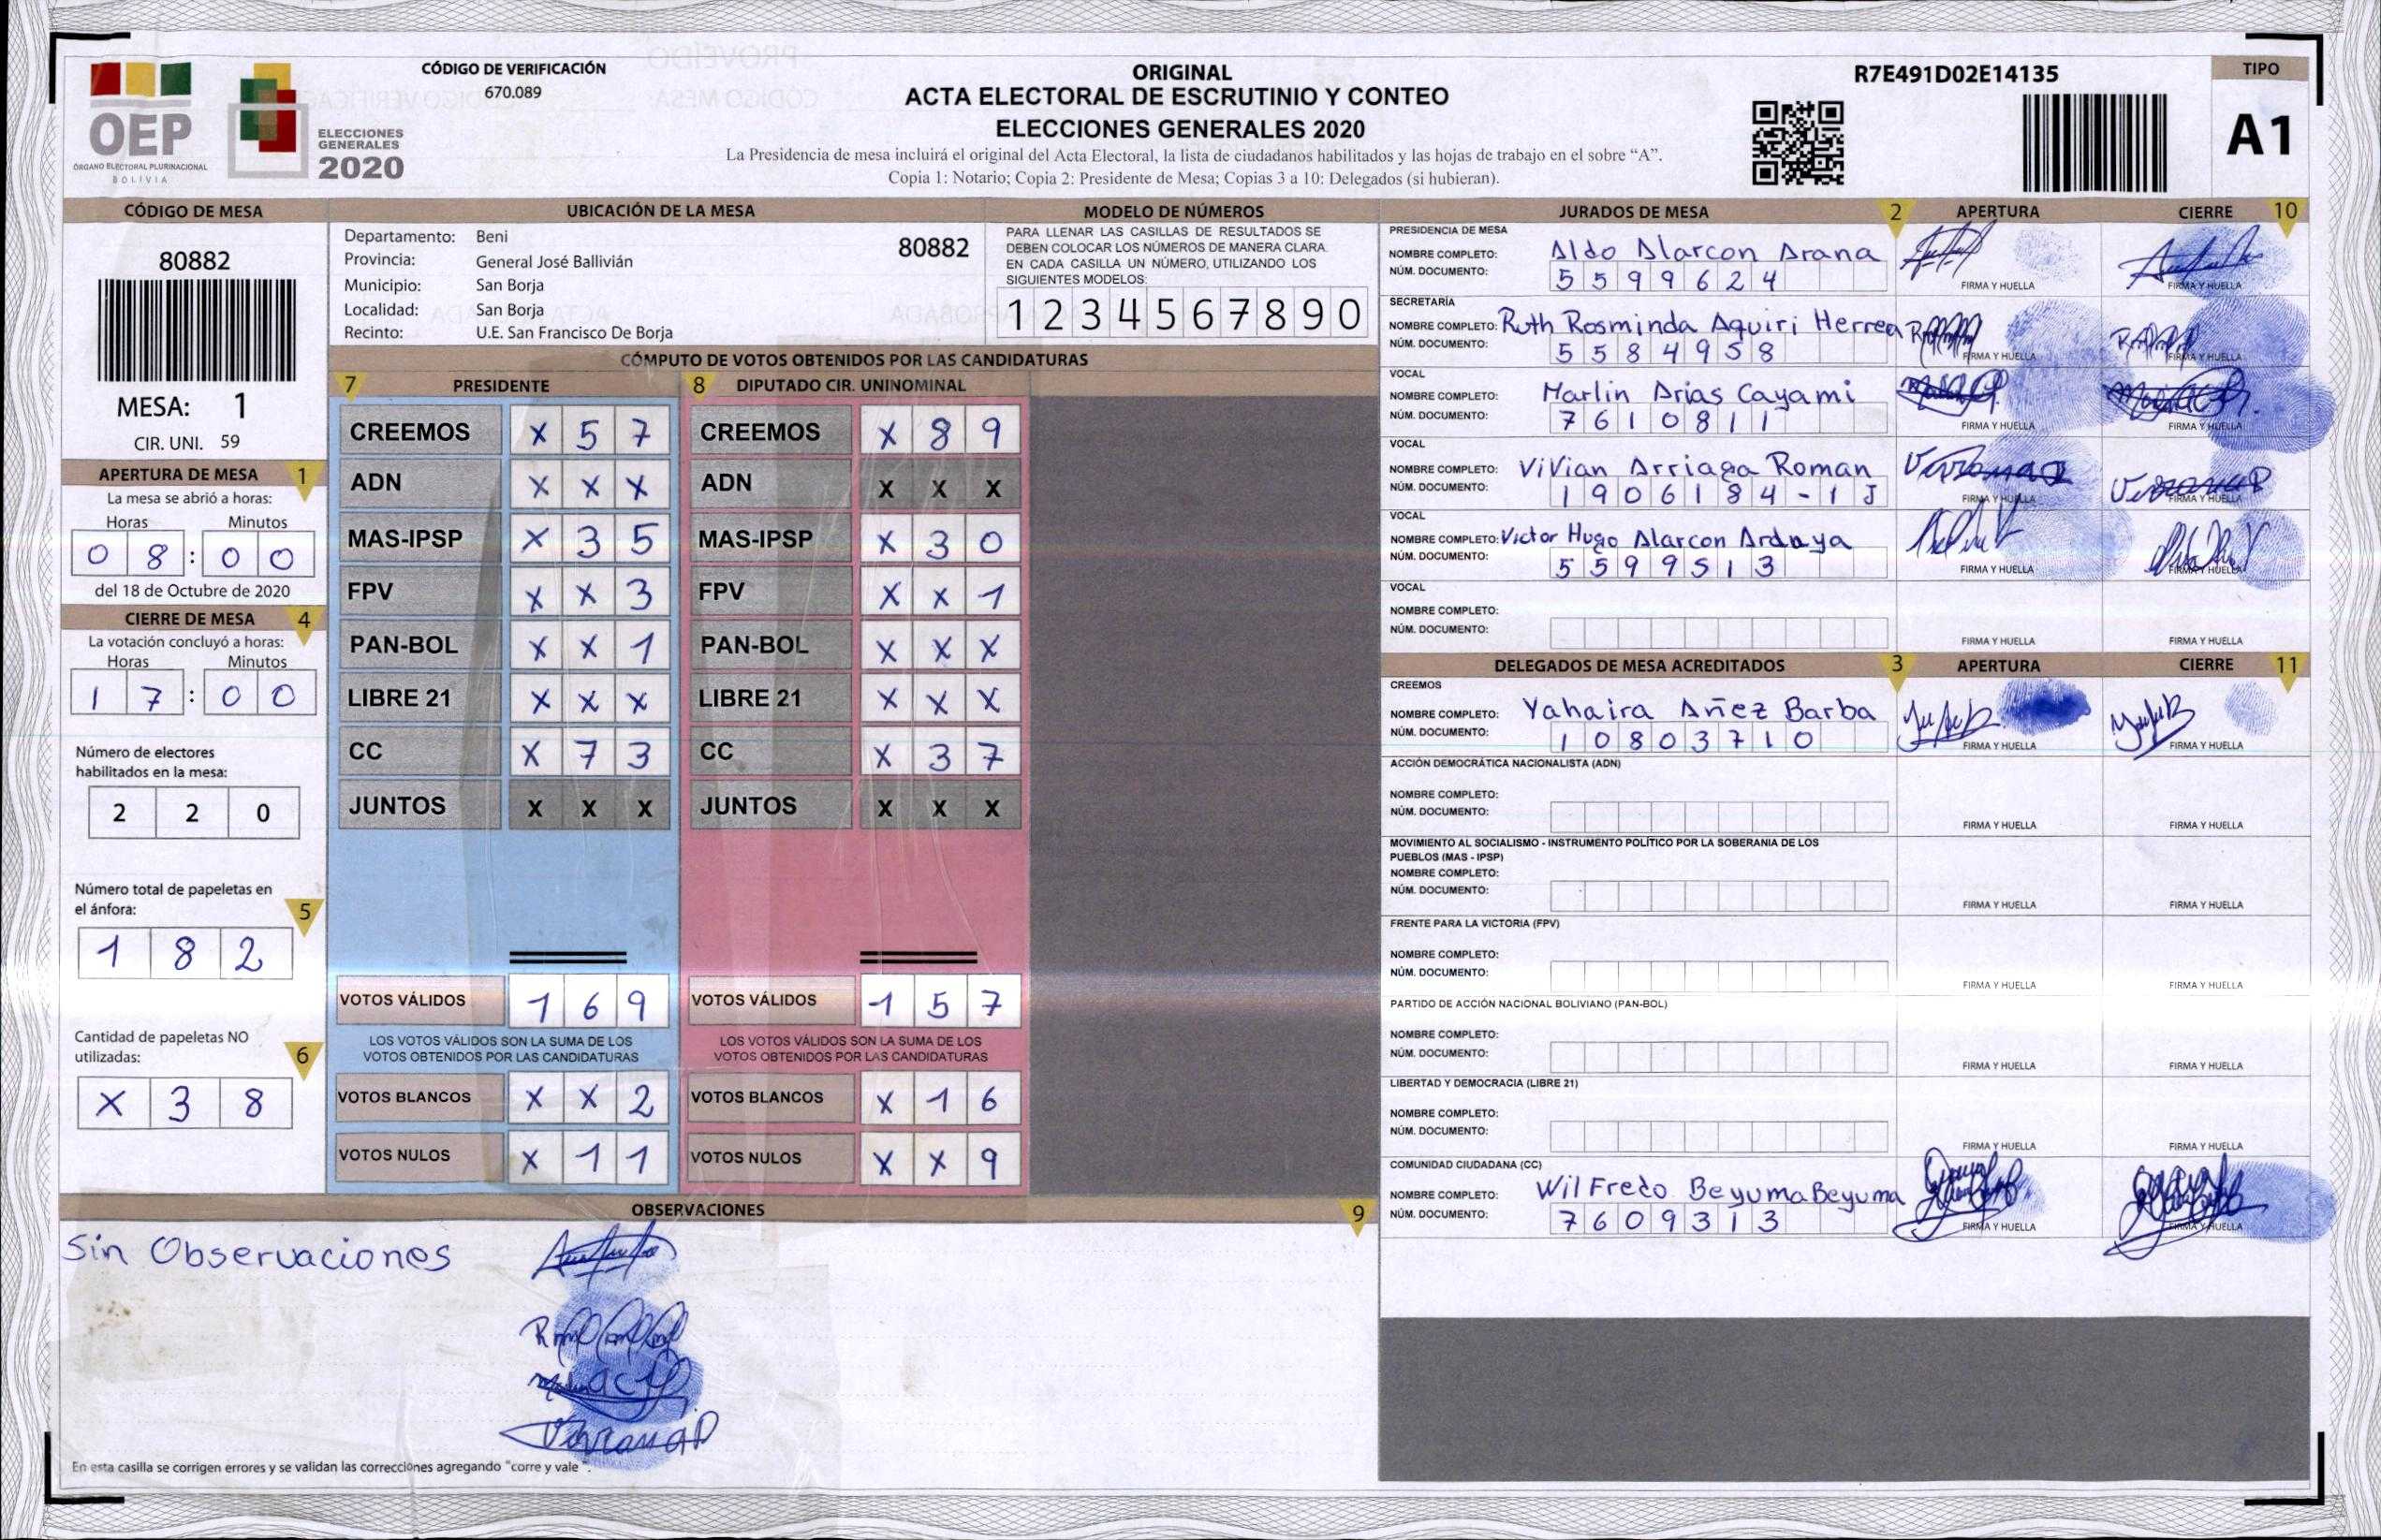 OEP
ÓRGANO ELECTORAL PLURINACIONAL
BOLIVIA
ELECCIONES
GENERALES
2020
CÓDIGO DE VERIFICACIÓN
670.089
ORIGINAL
ACTA ELECTORAL DE ESCRUTINIO Y CONTEO
ELECCIONES GENERALES 2020
La Presidencia de mesa incluirá el original del Acta Electoral, la lista de ciudadanos habilitados y las hojas de trabajo en el sobre “A”.
Copia 1: Notario; Copia 2: Presidente de Mesa; Copias 3 a 10: Delegados (si hubieran).
R7E491D02E14135
TIPO
A1
CÓDIGO DE MESA
80882
MESA: 1
CIR. UNI. 59
APERTURA DE MESA 1
La mesa se abrió a horas:
Horas Minutos
0 8 : 0 0
del 18 de Octubre de 2020
CIERRE DE MESA 4
La votación concluyó a horas:
Horas Minutos
1 7 : 0 0
Número de electores
habilitados en la mesa:
2 2 0
Número total de papeletas en
el ánfora: 5
1 8 2
Cantidad de papeletas NO
utilizadas: 6
X 3 8
UBICACIÓN DE LA MESA
Departamento: Beni
80882
Provincia: General José Ballivián
Municipio: San Borja
Localidad: San Borja
Recinto: U.E. San Francisco De Borja
MODELO DE NÚMEROS
PARA LLENAR LAS CASILLAS DE RESULTADOS SE
DEBEN COLOCAR LOS NÚMEROS DE MANERA CLARA.
EN CADA CASILLA UN NÚMERO, UTILIZANDO LOS
SIGUIENTES MODELOS:
1 2 3 4 5 6 7 8 9 0
CÓMPUTO DE VOTOS OBTENIDOS POR LAS CANDIDATURAS
7 PRESIDENTE 8 DIPUTADO CIR. UNINOMINAL
CREEMOS X 5 7 CREEMOS X 8 9
ADN X X X ADN X X X
MAS-IPSP X 3 5 MAS-IPSP X 3 0
FPV X X 3 FPV X X 1
PAN-BOL X X 1 PAN-BOL X X X
LIBRE 21 X X X LIBRE 21 X X X
CC X 7 3 CC X 3 7
JUNTOS X X X JUNTOS X X X
VOTOS VÁLIDOS 1 6 9 VOTOS VÁLIDOS 1 5 7
LOS VOTOS VÁLIDOS SON LA SUMA DE LOS LOS VOTOS VÁLIDOS SON LA SUMA DE LOS
VOTOS OBTENIDOS POR LAS CANDIDATURAS VOTOS OBTENIDOS POR LAS CANDIDATURAS
VOTOS BLANCOS X X 2 VOTOS BLANCOS X 1 6
VOTOS NULOS X 1 1 VOTOS NULOS X X 9
OBSERVACIONES 9
Sin Observaciones
En esta casilla se corrigen errores y se validan las correcciones agregando "corre y vale".
JURADOS DE MESA 2 APERTURA CIERRE 10
PRESIDENCIA DE MESA
NOMBRE COMPLETO: Aldo Alarcon Arana
NÚM. DOCUMENTO: 5 5 9 9 6 2 4
FIRMA Y HUELLA FIRMA Y HUELLA
SECRETARÍA
NOMBRE COMPLETO: Ruth Rosminda Aquiri Herrea
NÚM. DOCUMENTO: 5 5 8 4 9 5 8
FIRMA Y HUELLA FIRMA Y HUELLA
VOCAL
NOMBRE COMPLETO: Marlin Arias Cayami
NÚM. DOCUMENTO: 7 6 1 0 8 1 1
FIRMA Y HUELLA FIRMA Y HUELLA
VOCAL
NOMBRE COMPLETO: ViVian Arriaga Roman
NÚM. DOCUMENTO: 1 9 0 6 1 8 4 - 1 J
FIRMA Y HUELLA FIRMA Y HUELLA
VOCAL
NOMBRE COMPLETO: Victor Hugo Alarcon Ardaya
NÚM. DOCUMENTO: 5 5 9 9 5 1 3
FIRMA Y HUELLA FIRMA Y HUELLA
VOCAL
NOMBRE COMPLETO:
NÚM. DOCUMENTO:
FIRMA Y HUELLA FIRMA Y HUELLA
DELEGADOS DE MESA ACREDITADOS 3 APERTURA CIERRE 11
CREEMOS
NOMBRE COMPLETO: Yahaira Añez Barba
NÚM. DOCUMENTO: 1 0 8 0 3 7 1 0
FIRMA Y HUELLA FIRMA Y HUELLA
ACCIÓN DEMOCRÁTICA NACIONALISTA (ADN)
NOMBRE COMPLETO:
NÚM. DOCUMENTO:
FIRMA Y HUELLA FIRMA Y HUELLA
MOVIMIENTO AL SOCIALISMO - INSTRUMENTO POLÍTICO POR LA SOBERANIA DE LOS
PUEBLOS (MAS - IPSP)
NOMBRE COMPLETO:
NÚM. DOCUMENTO:
FIRMA Y HUELLA FIRMA Y HUELLA
FRENTE PARA LA VICTORIA (FPV)
NOMBRE COMPLETO:
NÚM. DOCUMENTO:
FIRMA Y HUELLA FIRMA Y HUELLA
PARTIDO DE ACCIÓN NACIONAL BOLIVIANO (PAN-BOL)
NOMBRE COMPLETO:
NÚM. DOCUMENTO:
FIRMA Y HUELLA FIRMA Y HUELLA
LIBERTAD Y DEMOCRACIA (LIBRE 21)
NOMBRE COMPLETO:
NÚM. DOCUMENTO:
FIRMA Y HUELLA FIRMA Y HUELLA
COMUNIDAD CIUDADANA (CC)
NOMBRE COMPLETO: WilFredo Beyuma Beyuma
NÚM. DOCUMENTO: 7 6 0 9 3 1 3
FIRMA Y HUELLA FIRMA Y HUELLA